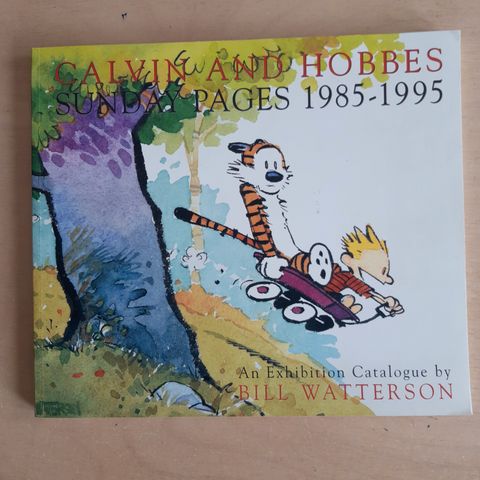 CALVIN AND HOBBES
SUNDAY PAGES 1985-1995
An Exhibition Catalogue by
BILL WATTERSON